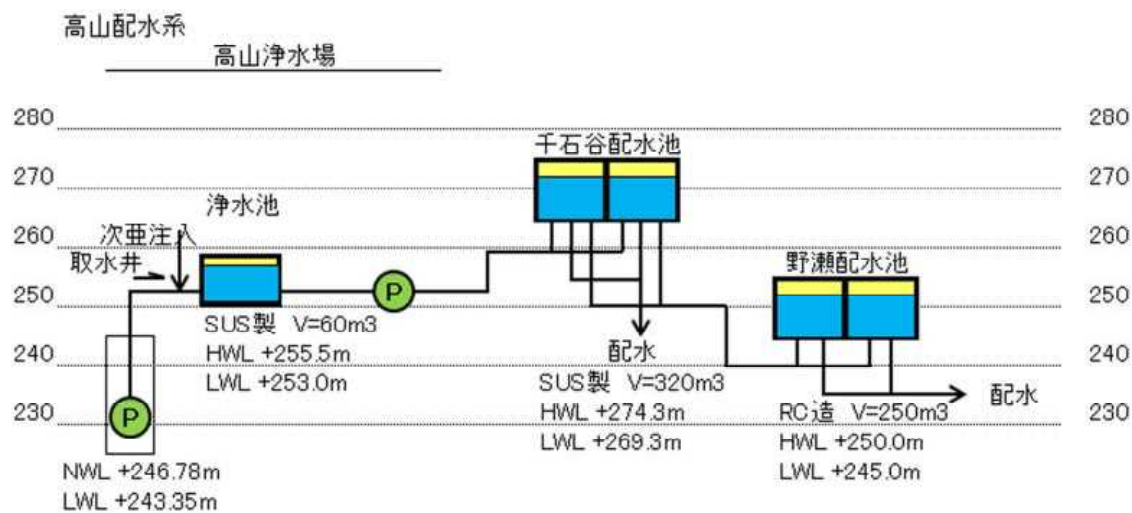 高山配水系
高山浄水場
280
280
千石谷配水池
270
270
浄水池
次亜注入
260
260
取水井
野瀬配水池
250
250
SUS製 V=60m3
HWL +255.5m
LWL +253.0m
240
240
配水
SUS製 V=320m3
HWL +274.3m
LWL +269.3m
配水
230
230
RC造 V=250m3
HWL +250.0m
LWL +245.0m
P
P
NWL +246.78m
LWL +243.35m